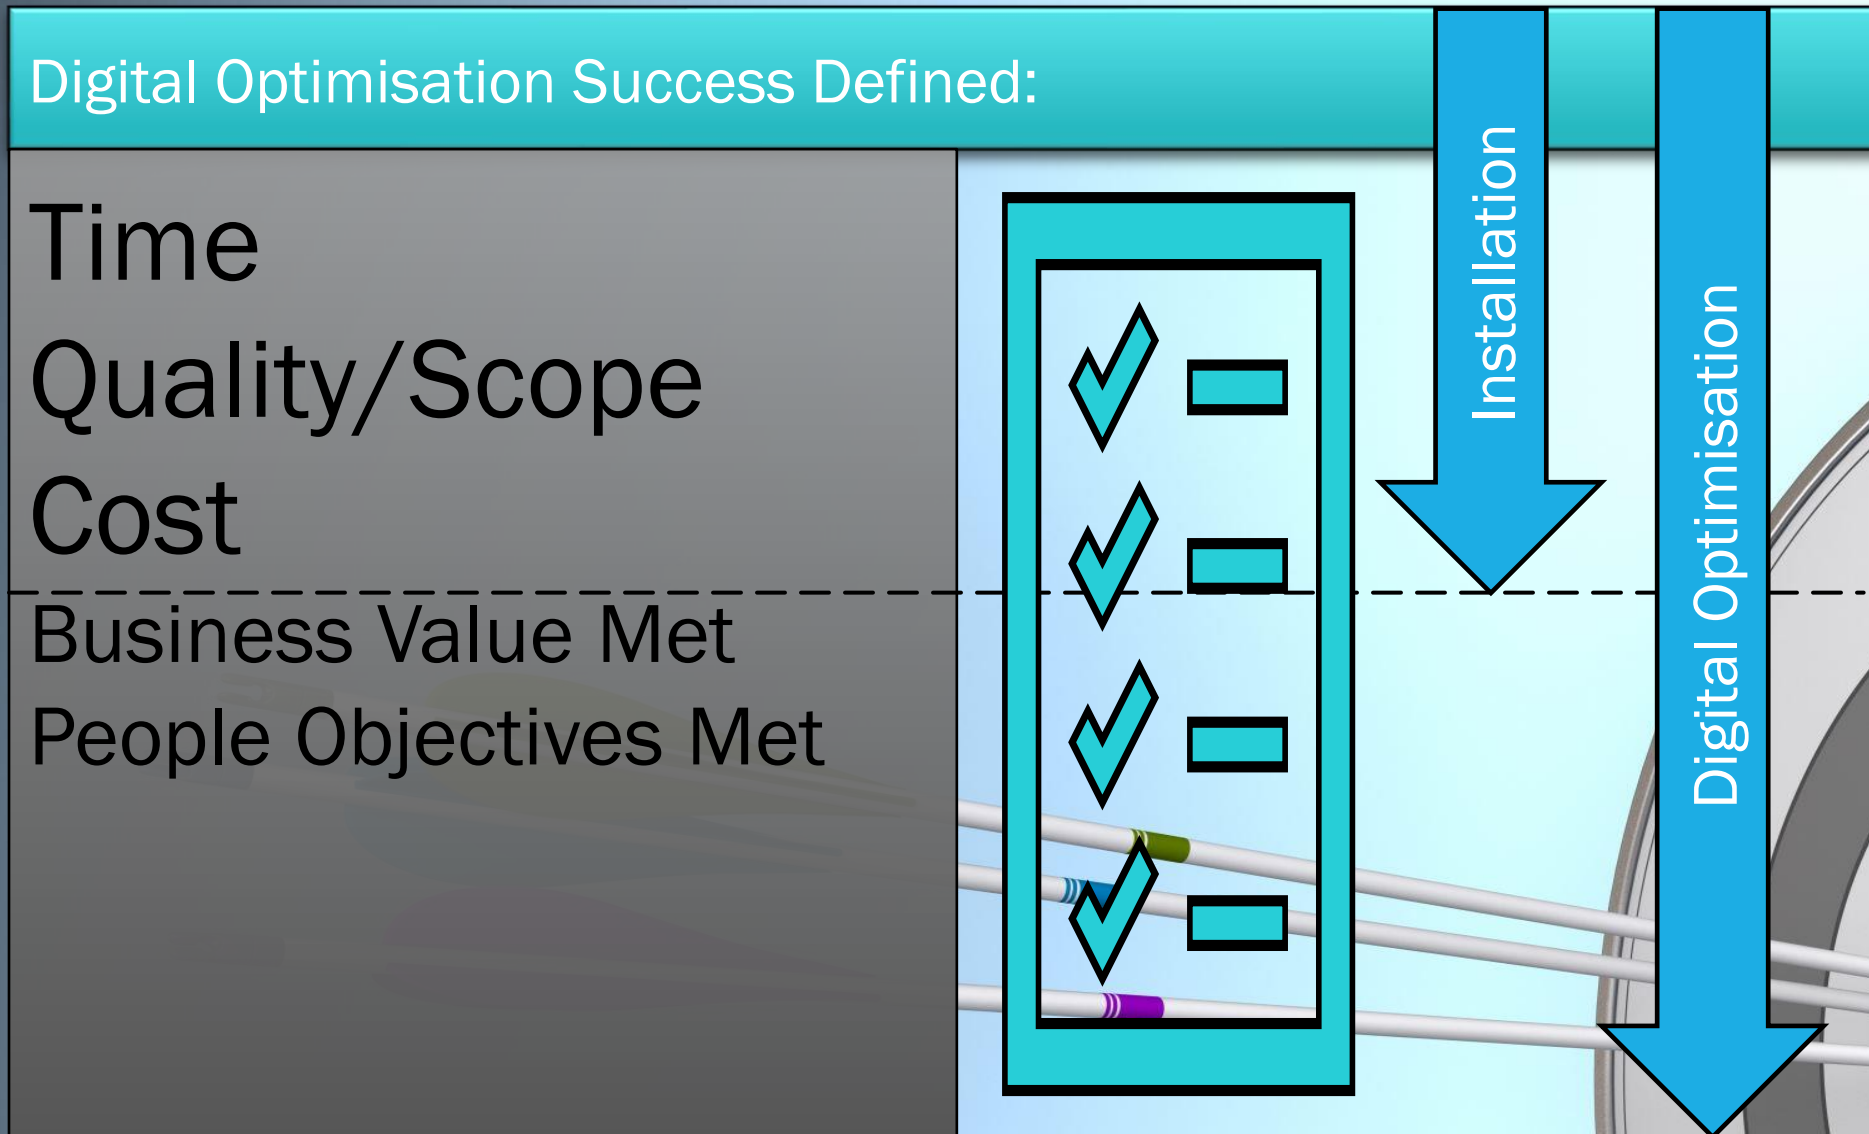 Digital Optimisation Success Defined:
Time
Quality/Scope
Cost
Business Value Met
People Objectives Met
Installation
Digital Optimisation